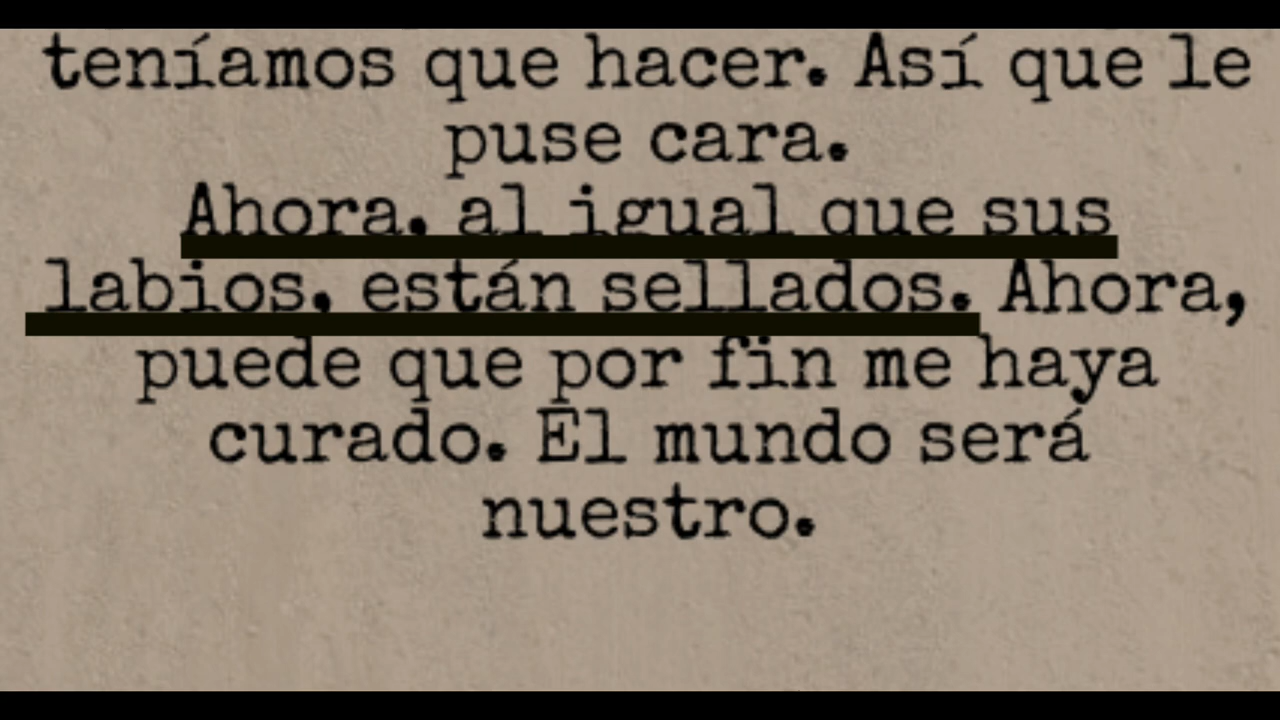 teníamos que hacer. Así que le
puse cara.
Ahora, al igual que sus
labios, están sellados. Ahora,
puede que por fin me haya
curado. El mundo será
nuestro.